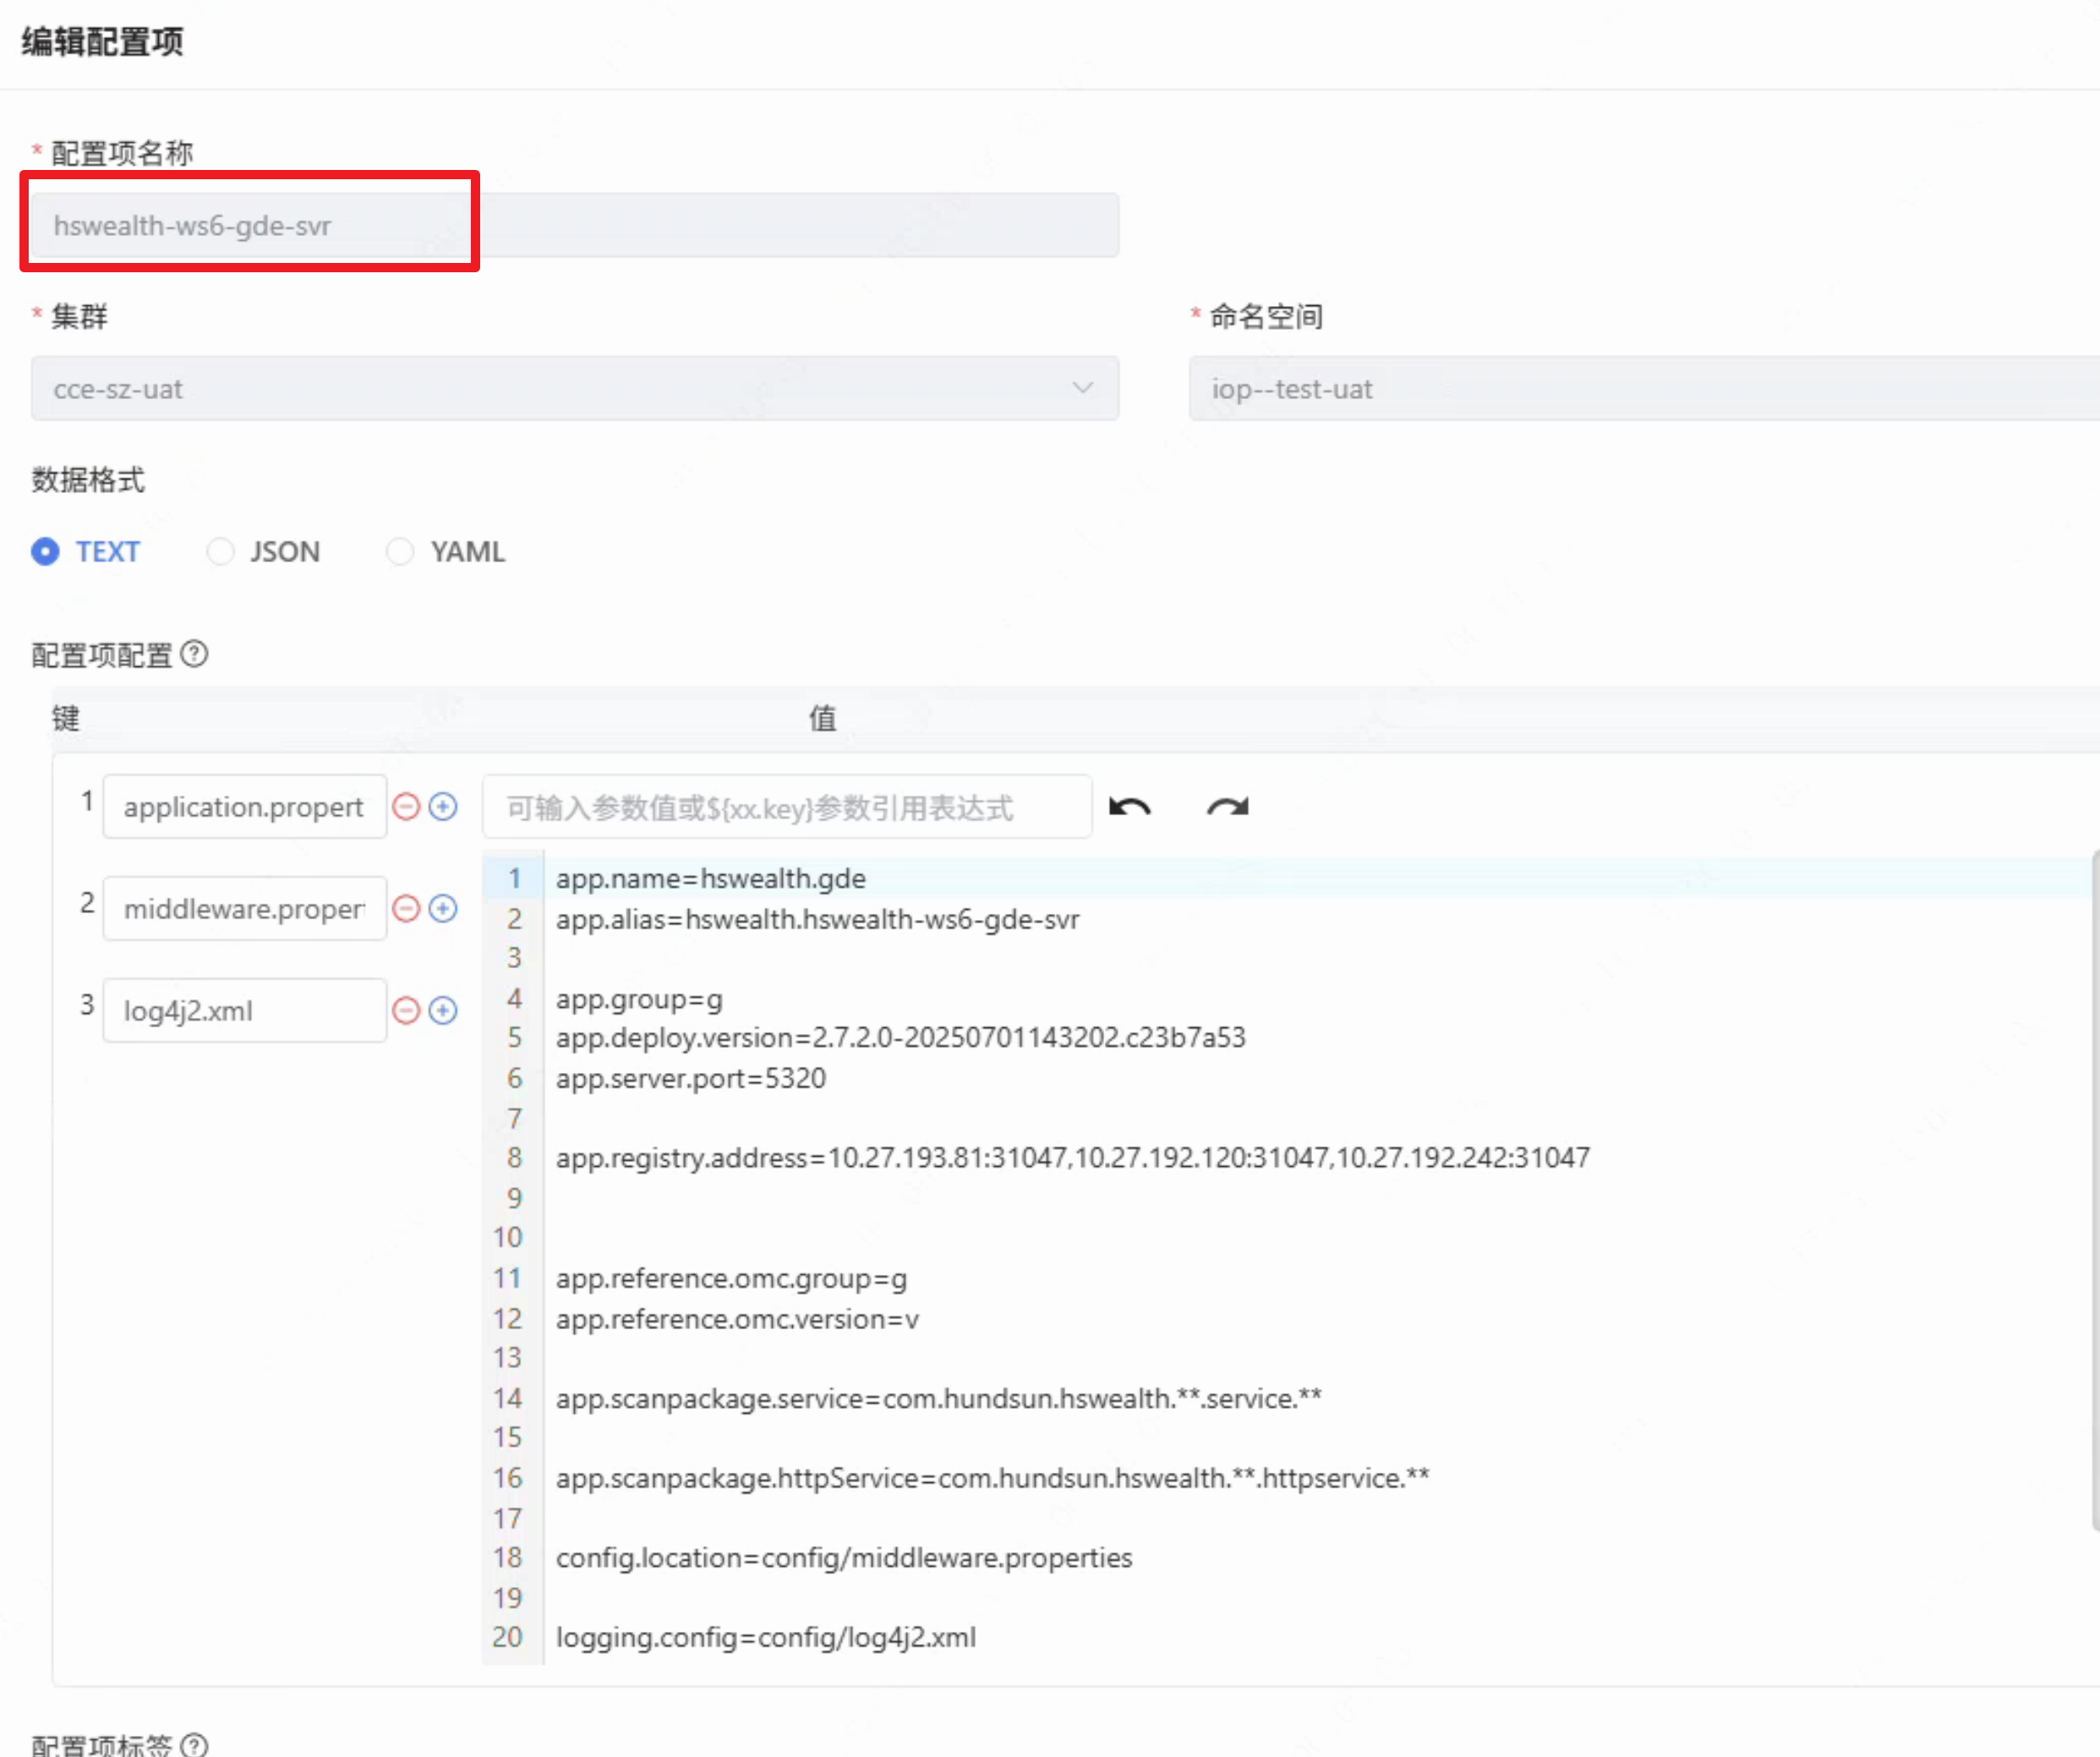 编辑配置项
* 配置项名称
hswealth-ws6-gde-svr
* 集群
* 命名空间
cce-sz-uat
iop--test-uat
数据格式
TEXT JSON YAML
配置项配置 ?
键 值
1 application.propert
可输入参数值或${xx.key}参数引用表达式
2 middleware.proper
3 log4j2.xml
1 app.name=hswealth.gde
2 app.alias=hswealth.hswealth-ws6-gde-svr
3
4 app.group=g
5 app.deploy.version=2.7.2.0-20250701143202.c23b7a53
6 app.server.port=5320
7
8 app.registry.address=10.27.193.81:31047,10.27.192.120:31047,10.27.192.242:31047
9
10
11 app.reference.omc.group=g
12 app.reference.omc.version=v
13
14 app.scanpackage.service=com.hundsun.hswealth.**.service.**
15
16 app.scanpackage.httpService=com.hundsun.hswealth.**.httpservice.**
17
18 config.location=config/middleware.properties
19
20 logging.config=config/log4j2.xml
配置项标签 ?